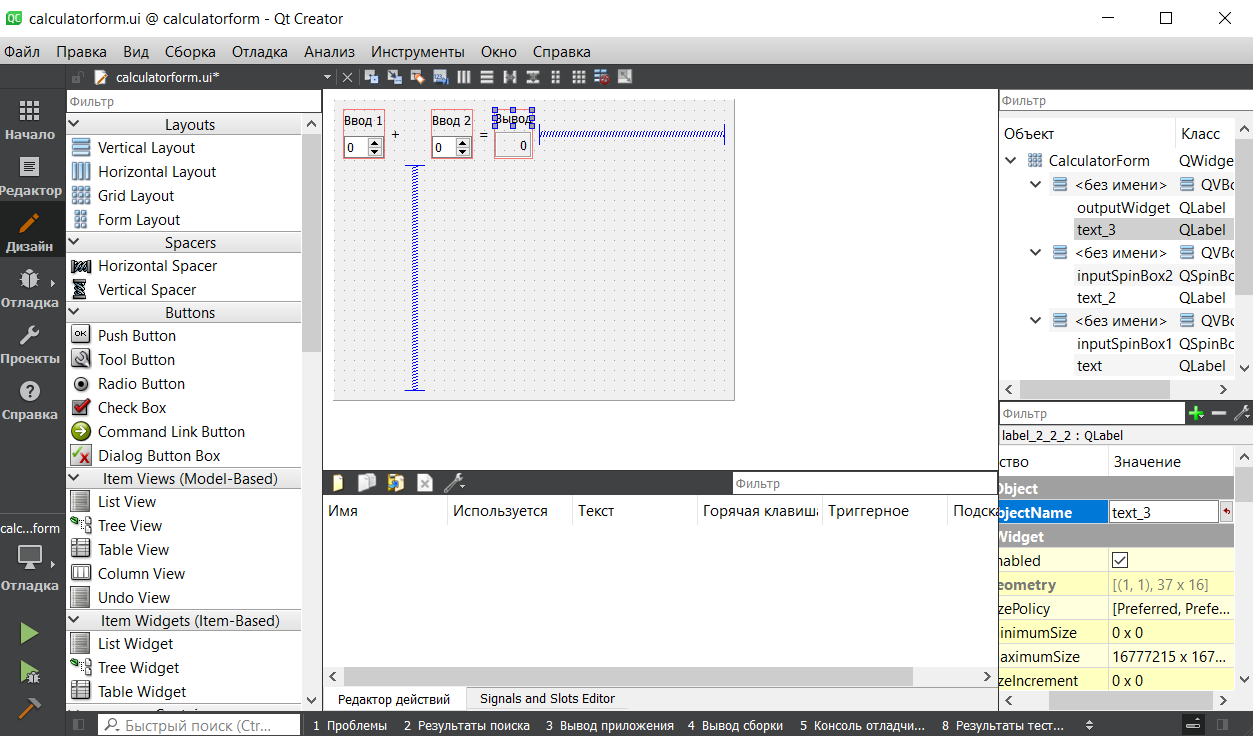 calculatorform.ui @ calculatorform - Qt Creator
Файл Правка Вид Сборка Отладка Анализ Инструменты Окно Справка
calculatorform.ui*
Начало
Редактор
Дизайн
Отладка
Проекты
Справка
calc...form
Отладка
Фильтр
Layouts
Vertical Layout
Horizontal Layout
Grid Layout
Form Layout
Spacers
Horizontal Spacer
Vertical Spacer
Buttons
Push Button
Tool Button
Radio Button
Check Box
Command Link Button
Dialog Button Box
Item Views (Model-Based)
List View
Tree View
Table View
Column View
Undo View
Item Widgets (Item-Based)
List Widget
Tree Widget
Table Widget
Ввод 1 + Ввод 2 = Вывод
0 0 0
Фильтр
Имя Используется Текст Горячая клавиша Триггерное Подска
Редактор действий Signals and Slots Editor
Фильтр
Объект Класс
CalculatorForm QWidge
<без имени> QVBo
outputWidget QLabel
text_3 QLabel
<без имени> QVBo
inputSpinBox2 QSpinBo
text_2 QLabel
<без имени> QVBo
inputSpinBox1 QSpinBo
text QLabel
Фильтр
label_2_2_2 : QLabel
ство Значение
Object
bjectName text_3
Widget
nabled
eometry [(1, 1), 37 x 16]
zePolicy [Preferred, Prefe...
inimumSize 0 x 0
aximumSize 16777215 x 167...
zeIncrement 0 x 0
Быстрый поиск (Ctr... 1 Проблемы 2 Результаты поиска 3 Вывод приложения 4 Вывод сборки 5 Консоль отладчи... 8 Результаты тест...